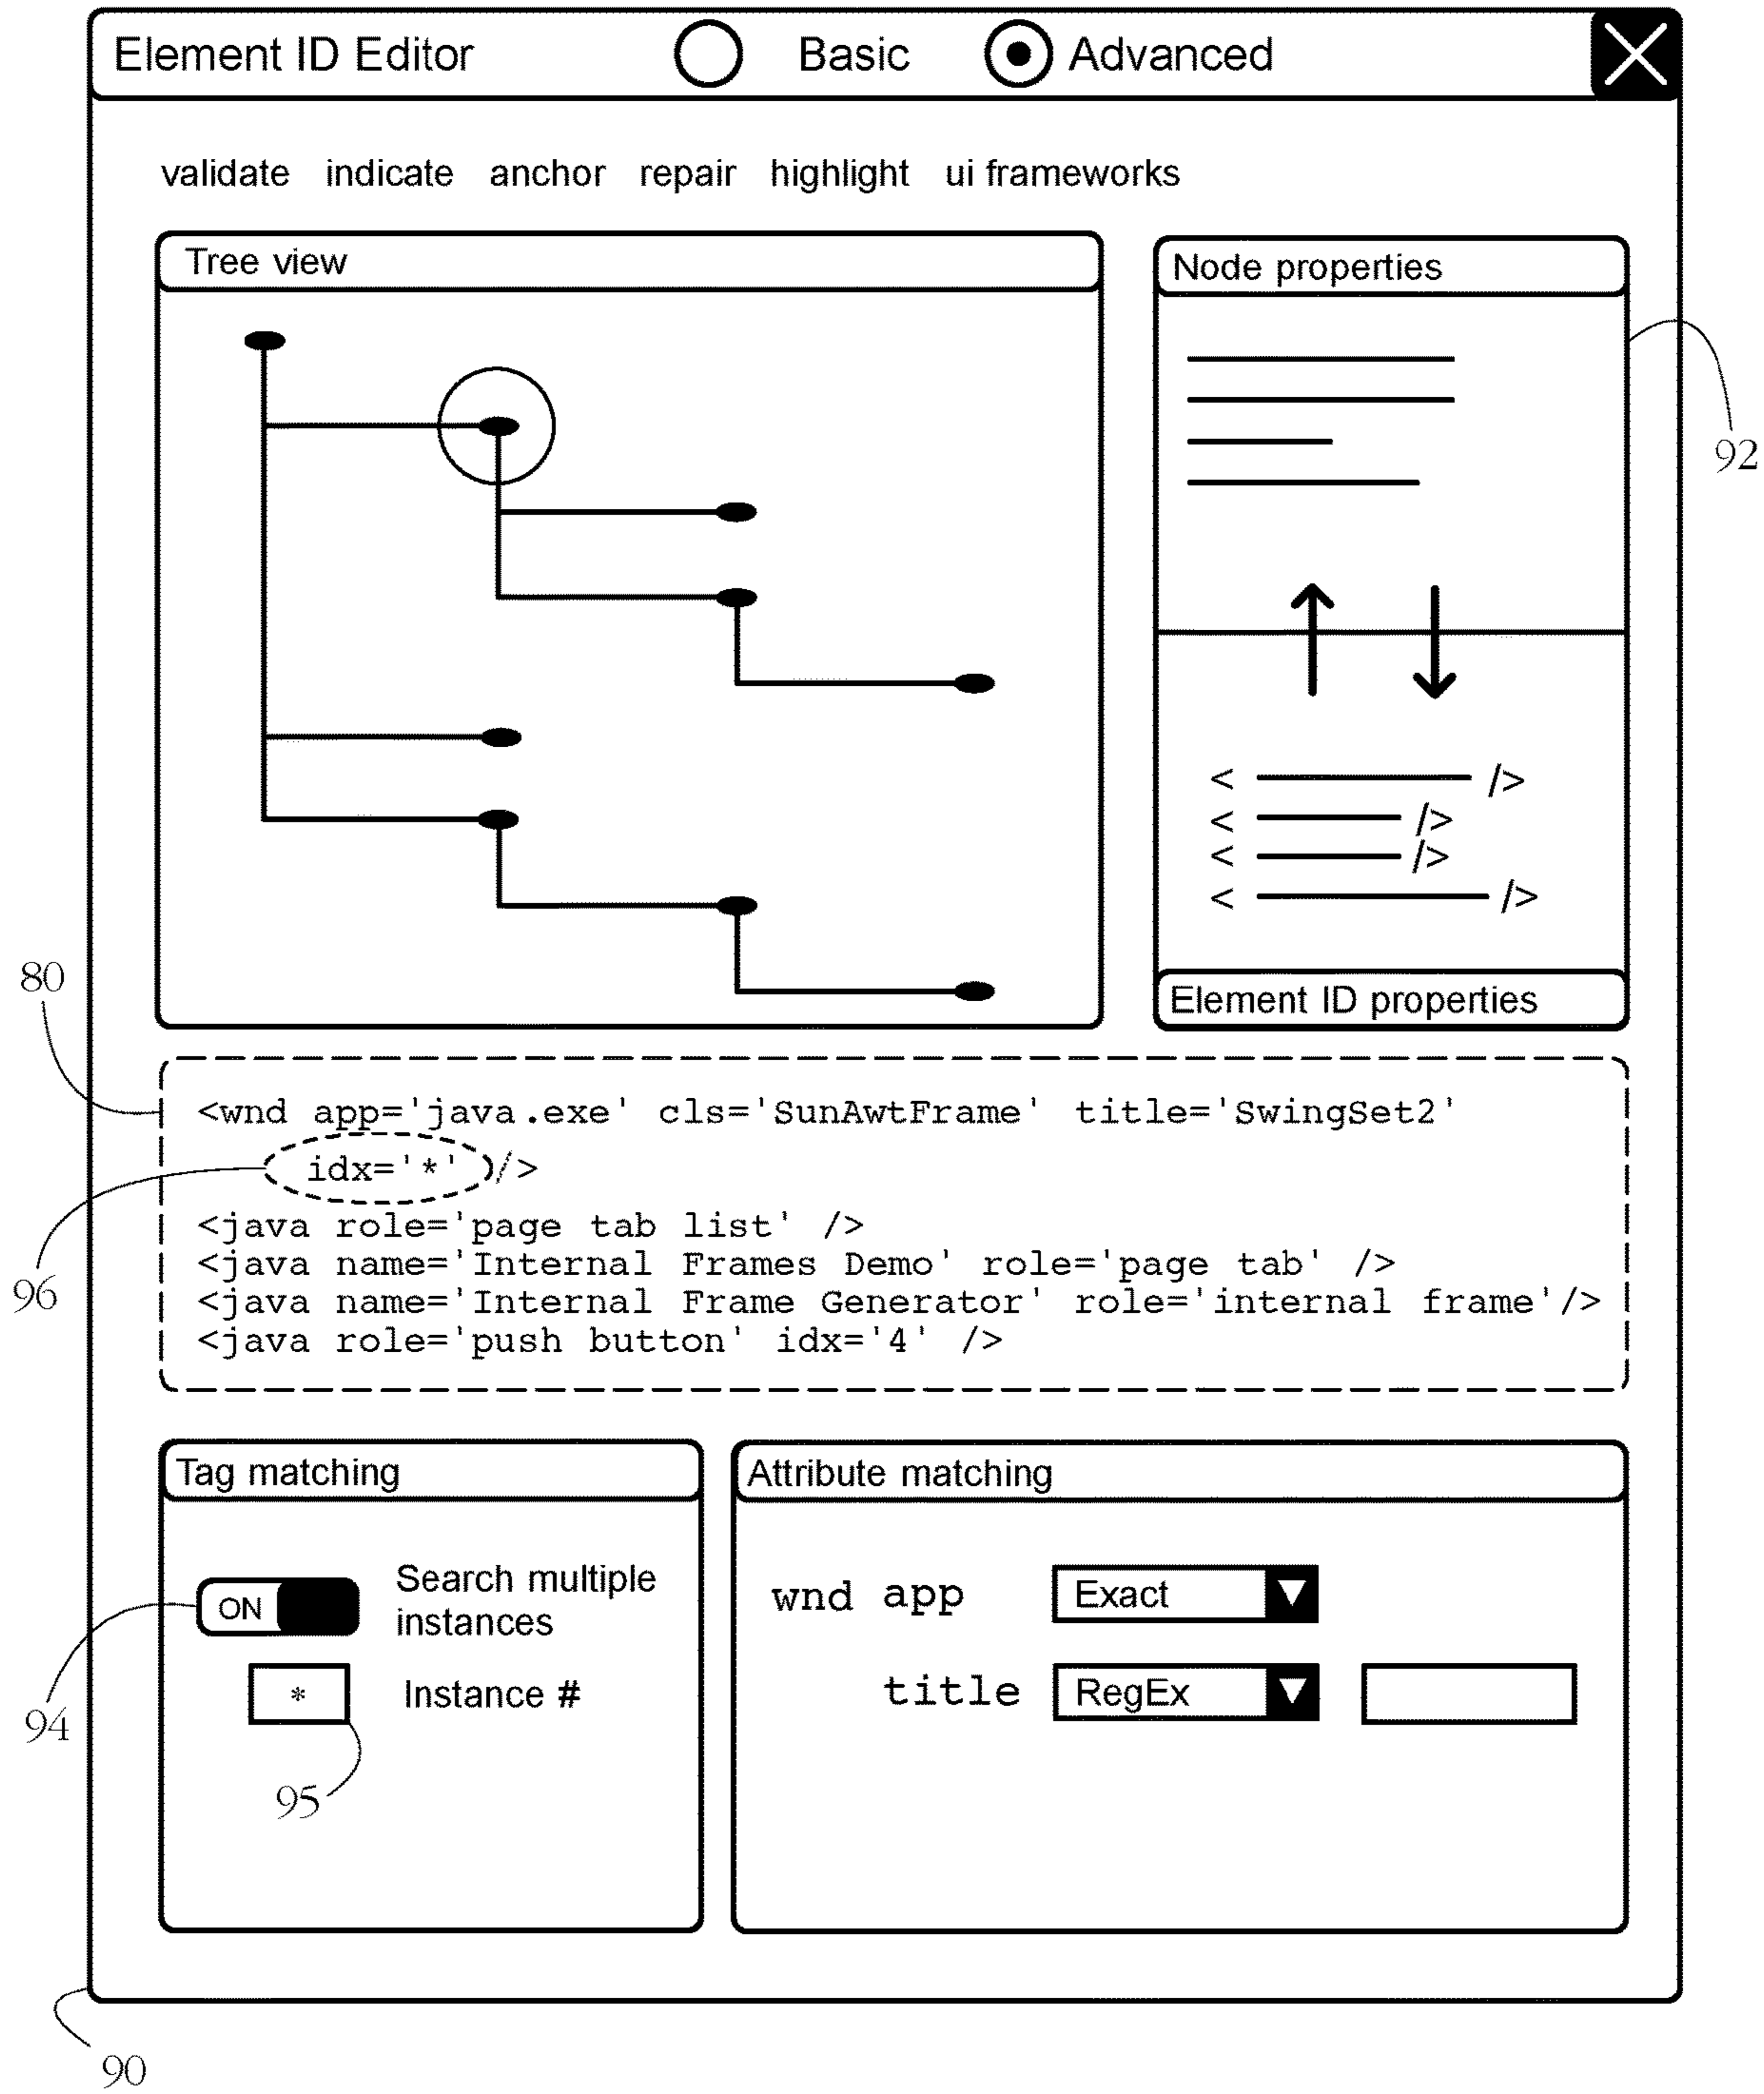 Element ID Editor Basic Advanced
validate indicate anchor repair highlight ui frameworks
Tree view
Node properties
92
< />
< />
< />
< />
Element ID properties
80
<wnd app='java.exe' cls='SunAwtFrame' title='SwingSet2'
idx='*' />
96
<java role='page tab list' />
<java name='Internal Frames Demo' role='page tab' />
<java name='Internal Frame Generator' role='internal frame'/>
<java role='push button' idx='4' />
Tag matching
ON
Search multiple
instances
* Instance #
94
95
Attribute matching
wnd app Exact
title RegEx
90